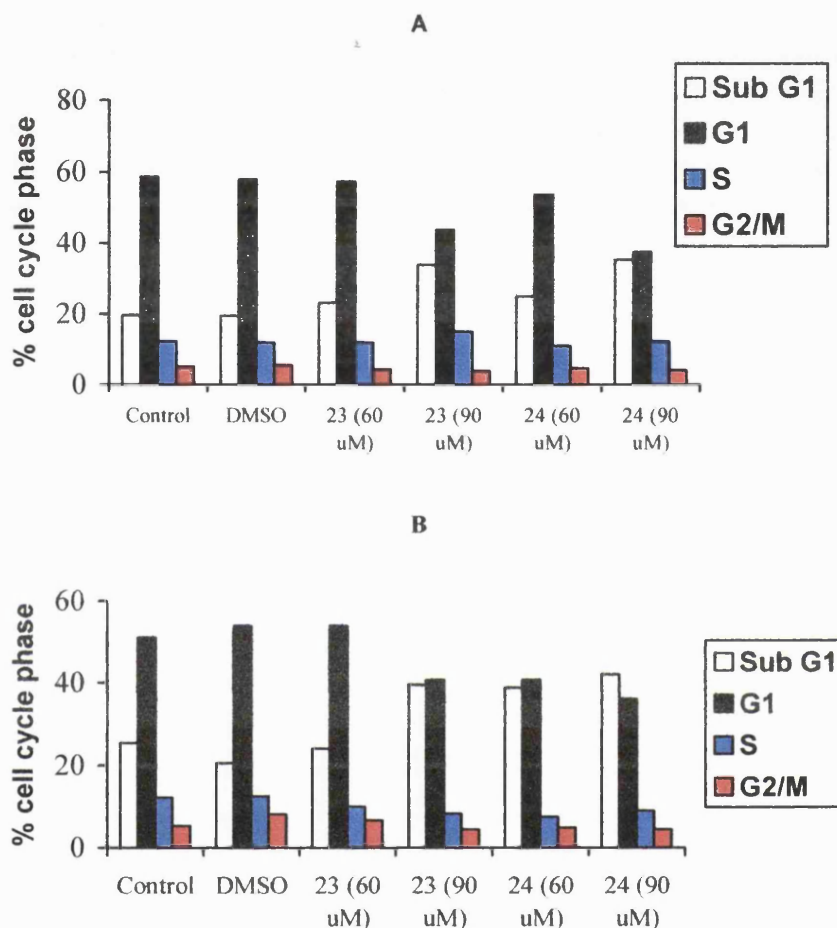 A
% cell cycle phase
80
60
40
20
0
Control DMSO 23 (60 uM) 23 (90 uM) 24 (60 uM) 24 (90 uM)
Sub G1
G1
S
G2/M
B
% cell cycle phase
60
40
20
0
Control DMSO 23 (60 uM) 23 (90 uM) 24 (60 uM) 24 (90 uM)
Sub G1
G1
S
G2/M